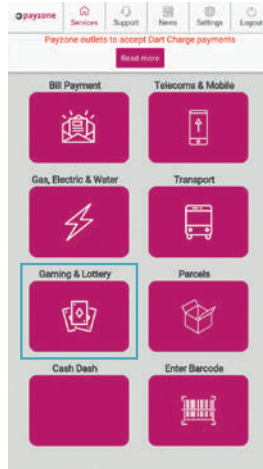 payzone
Services
Support
News
Settings
Logout
Payzone outlets to accept Dart Charge payments
Read more
Bill Payment
Telecoms & Mobile
Gas, Electric & Water
Transport
Gaming & Lottery
Parcels
Cash Dash
Enter Barcode